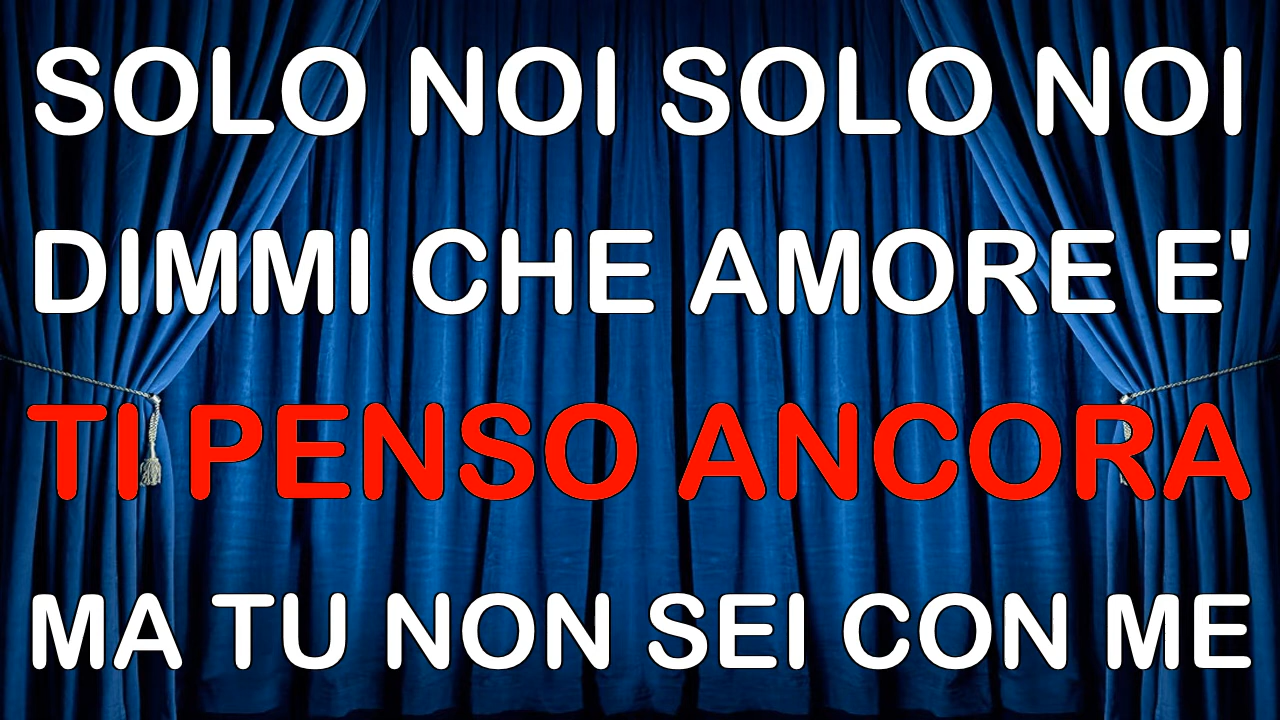 SOLO NOI SOLO NOI
DIMMI CHE AMORE E'
TI PENSO ANCORA
MA TU NON SEI CON ME